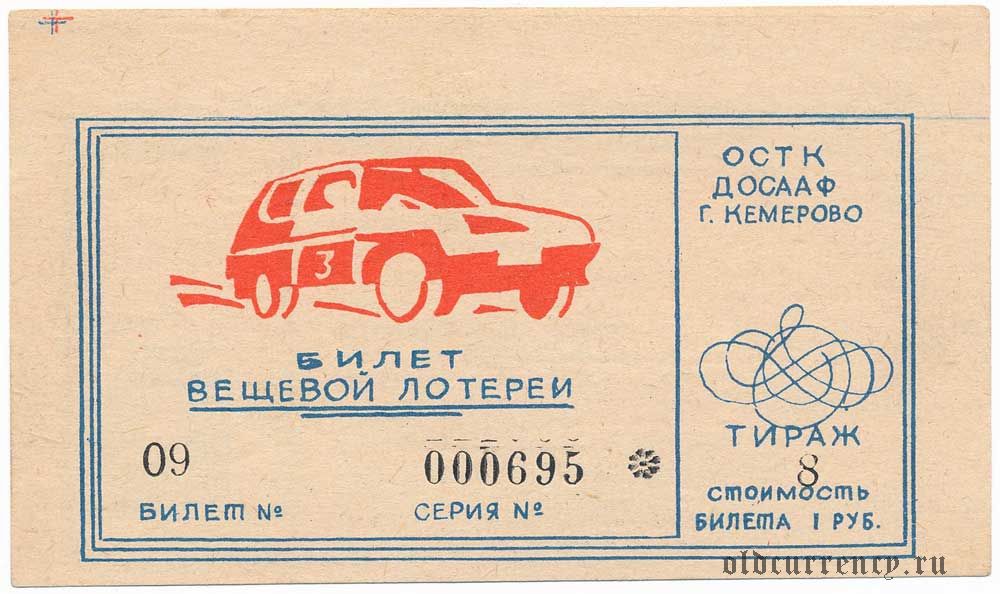 3
БИЛЕТ
ВЕЩЕВОЙ ЛОТЕРЕИ
09
000695
БИЛЕТ №
СЕРИЯ №
ОСТК
ДОСААФ
Г. КЕМЕРОВО
ТИРАЖ
8
СТОИМОСТЬ
БИЛЕТА 1 РУБ.
oldcurrency.ru